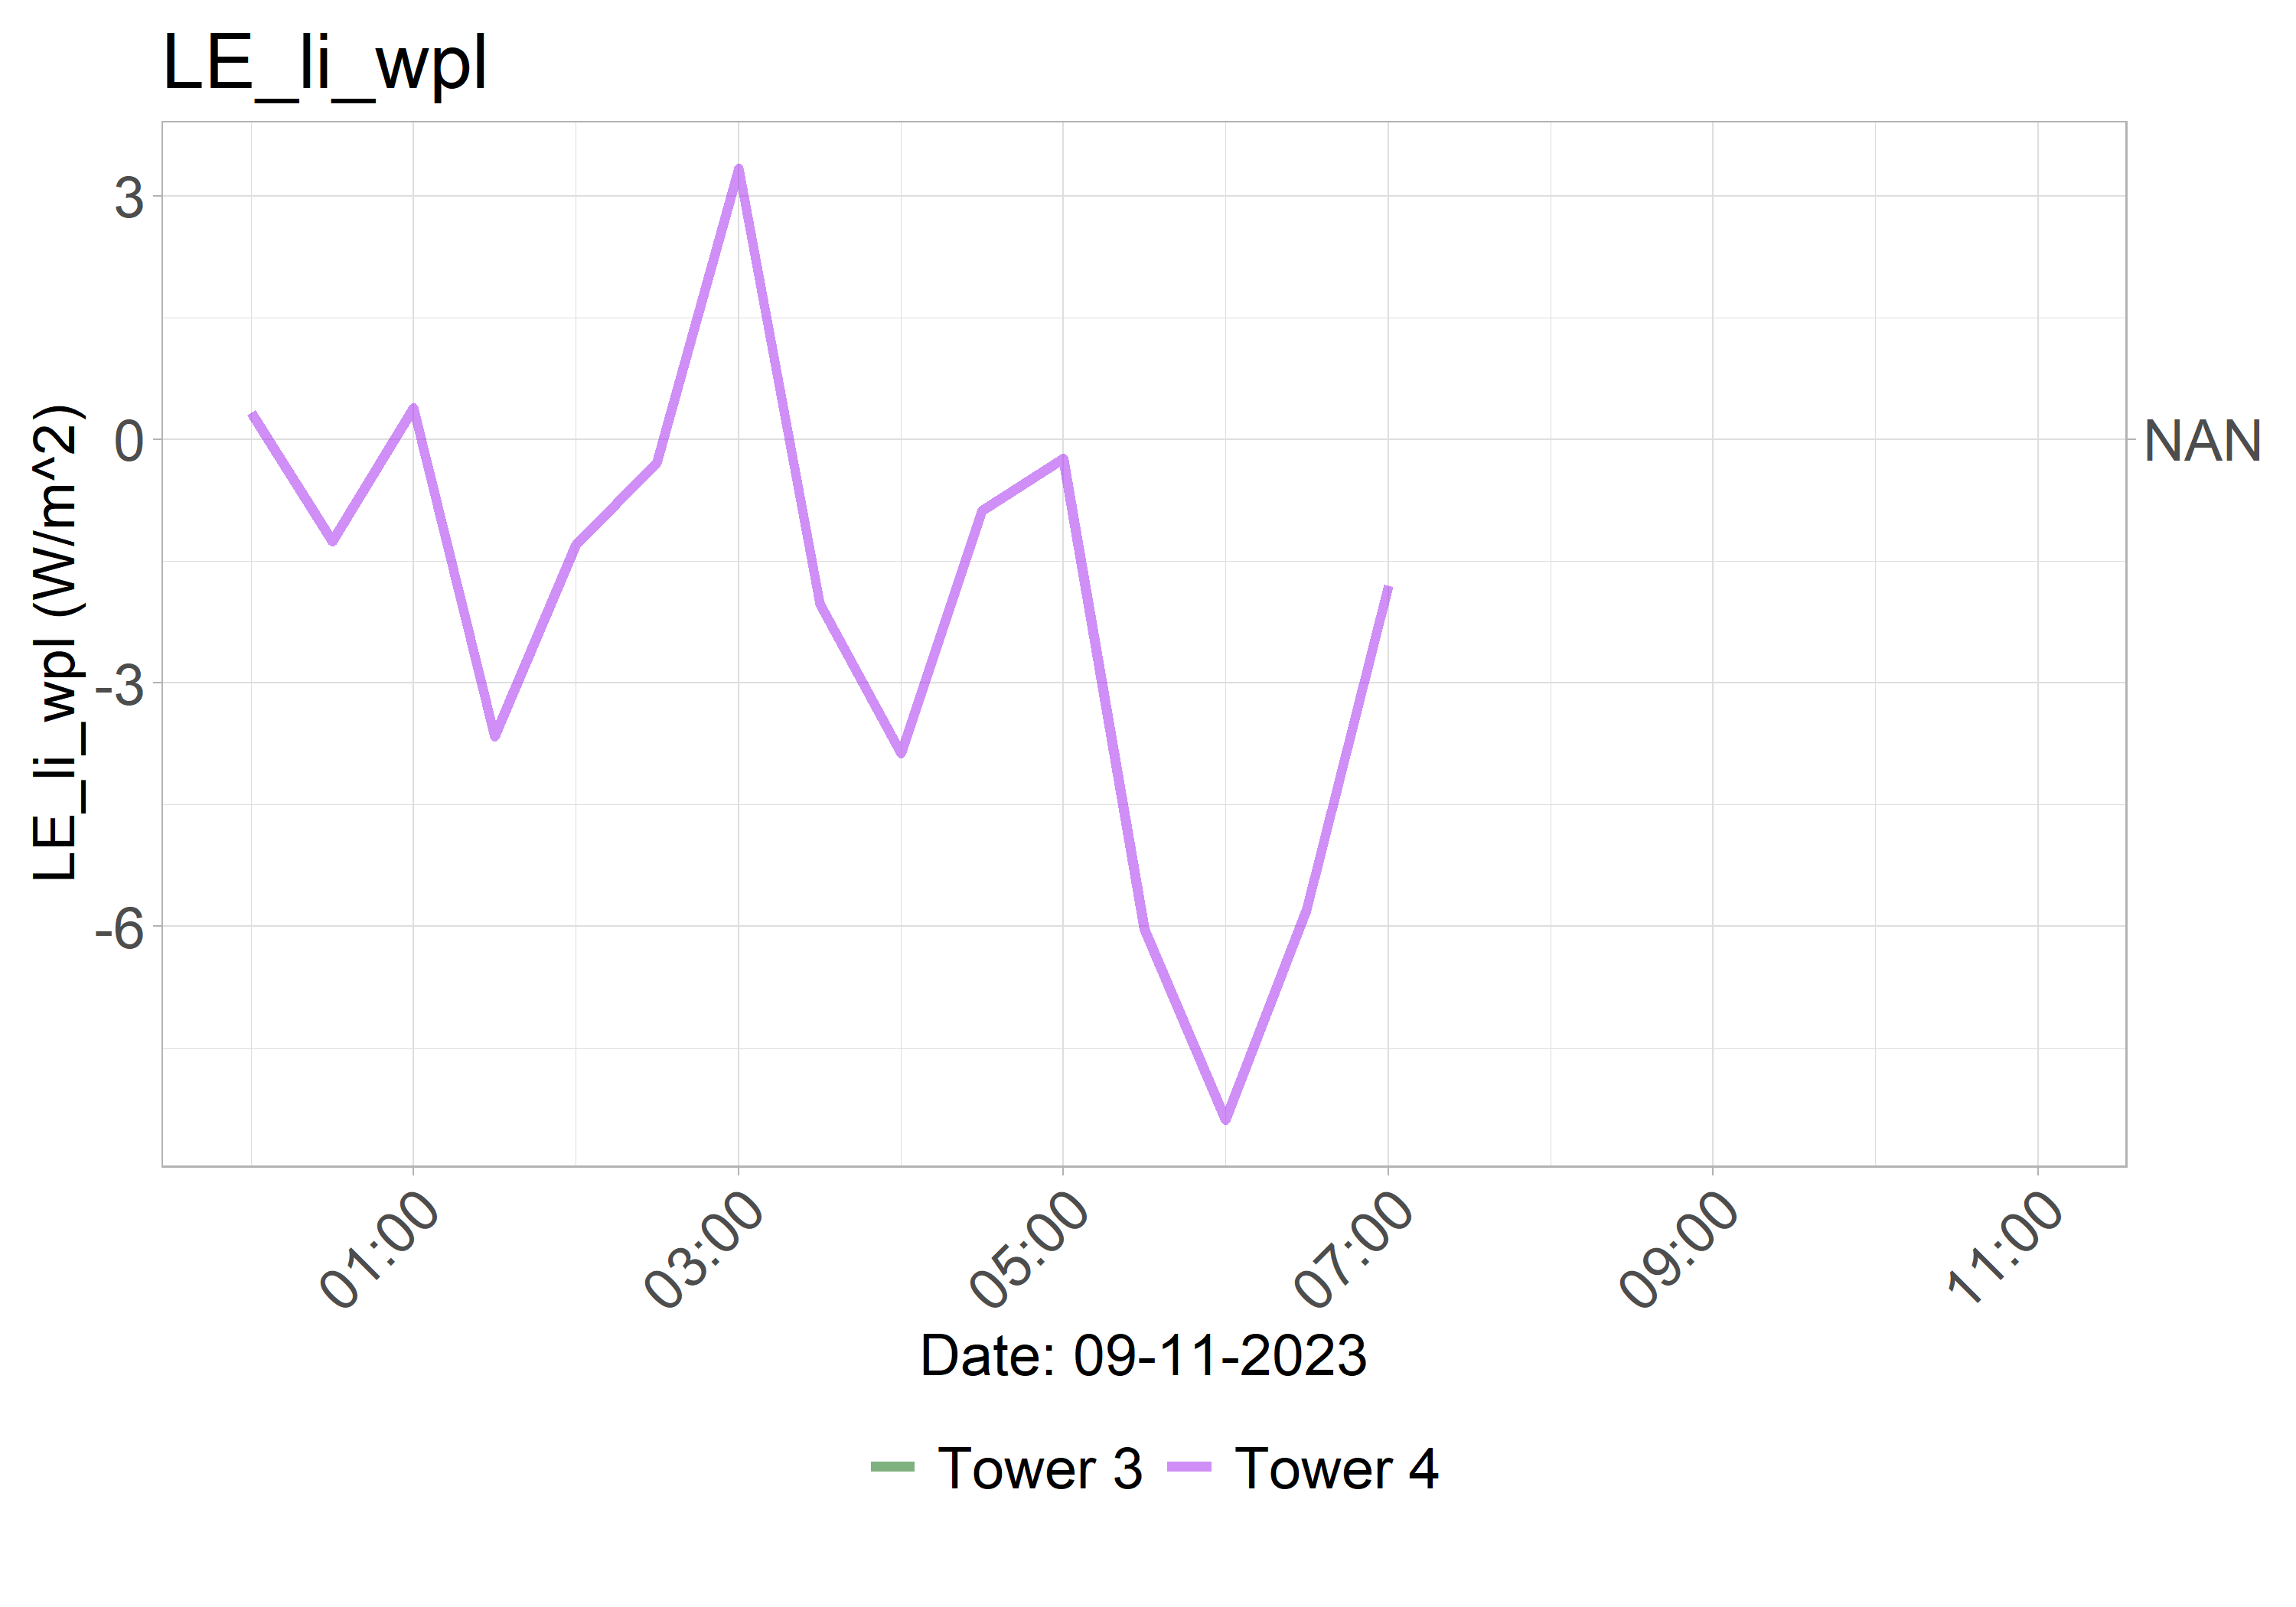 LE_li_wpl
LE_li_wpl (W/m^2)
3
0
-3
-6
NAN
01:00
03:00
05:00
07:00
09:00
11:00
Date: 09-11-2023
Tower 3
Tower 4